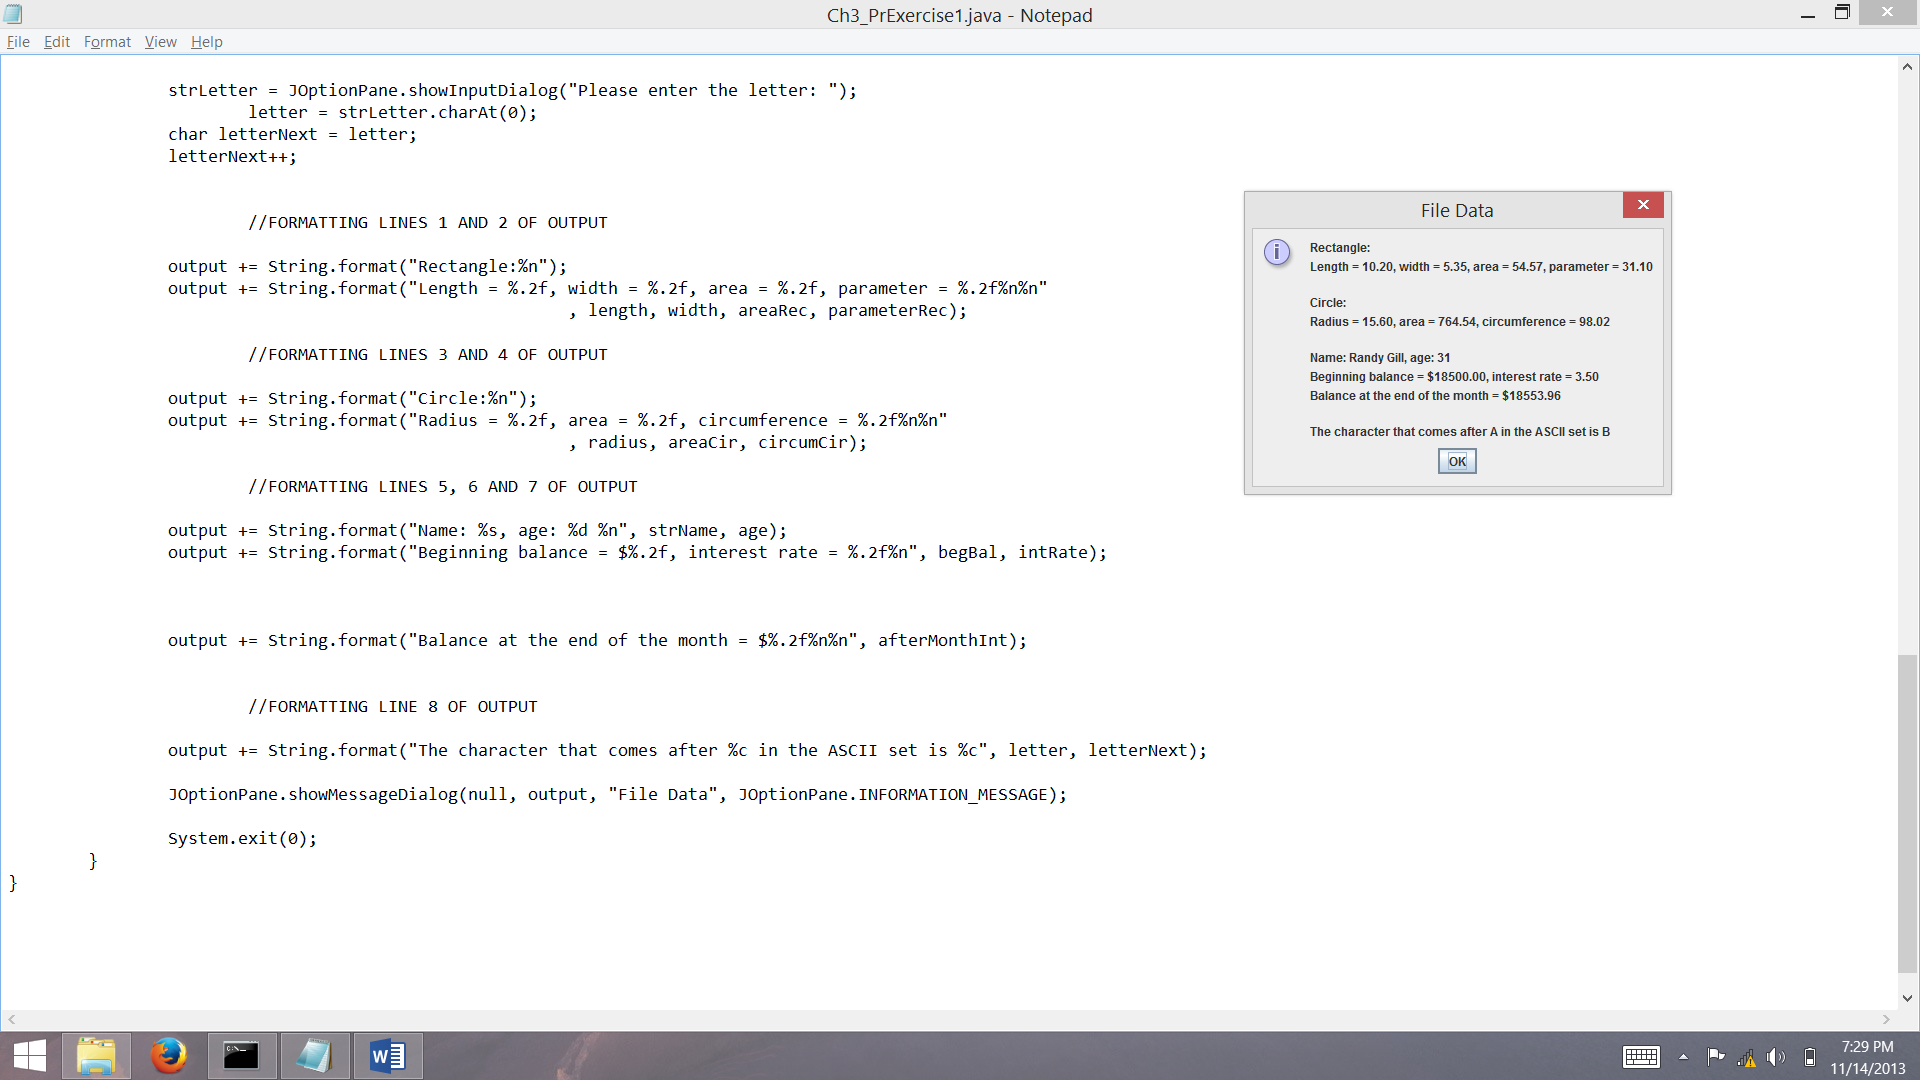 Ch3_PrExercise1.java - Notepad
File Edit Format View Help
strLetter = JOptionPane.showInputDialog("Please enter the letter: ");
letter = strLetter.charAt(0);
char letterNext = letter;
letterNext++;
//FORMATTING LINES 1 AND 2 OF OUTPUT
output += String.format("Rectangle:%n");
output += String.format("Length = %.2f, width = %.2f, area = %.2f, parameter = %.2f%n%n"
, length, width, areaRec, parameterRec);
//FORMATTING LINES 3 AND 4 OF OUTPUT
output += String.format("Circle:%n");
output += String.format("Radius = %.2f, area = %.2f, circumference = %.2f%n%n"
, radius, areaCir, circumCir);
//FORMATTING LINES 5, 6 AND 7 OF OUTPUT
output += String.format("Name: %s, age: %d %n", strName, age);
output += String.format("Beginning balance = $%.2f, interest rate = %.2f%n", begBal, intRate);
output += String.format("Balance at the end of the month = $%.2f%n%n", afterMonthInt);
//FORMATTING LINE 8 OF OUTPUT
output += String.format("The character that comes after %c in the ASCII set is %c", letter, letterNext);
JOptionPane.showMessageDialog(null, output, "File Data", JOptionPane.INFORMATION_MESSAGE);
System.exit(0);
}
}
File Data
Rectangle:
Length = 10.20, width = 5.35, area = 54.57, parameter = 31.10
Circle:
Radius = 15.60, area = 764.54, circumference = 98.02
Name: Randy Gill, age: 31
Beginning balance = $18500.00, interest rate = 3.50
Balance at the end of the month = $18553.96
The character that comes after A in the ASCII set is B
OK
C:\_
W
7:29 PM
11/14/2013